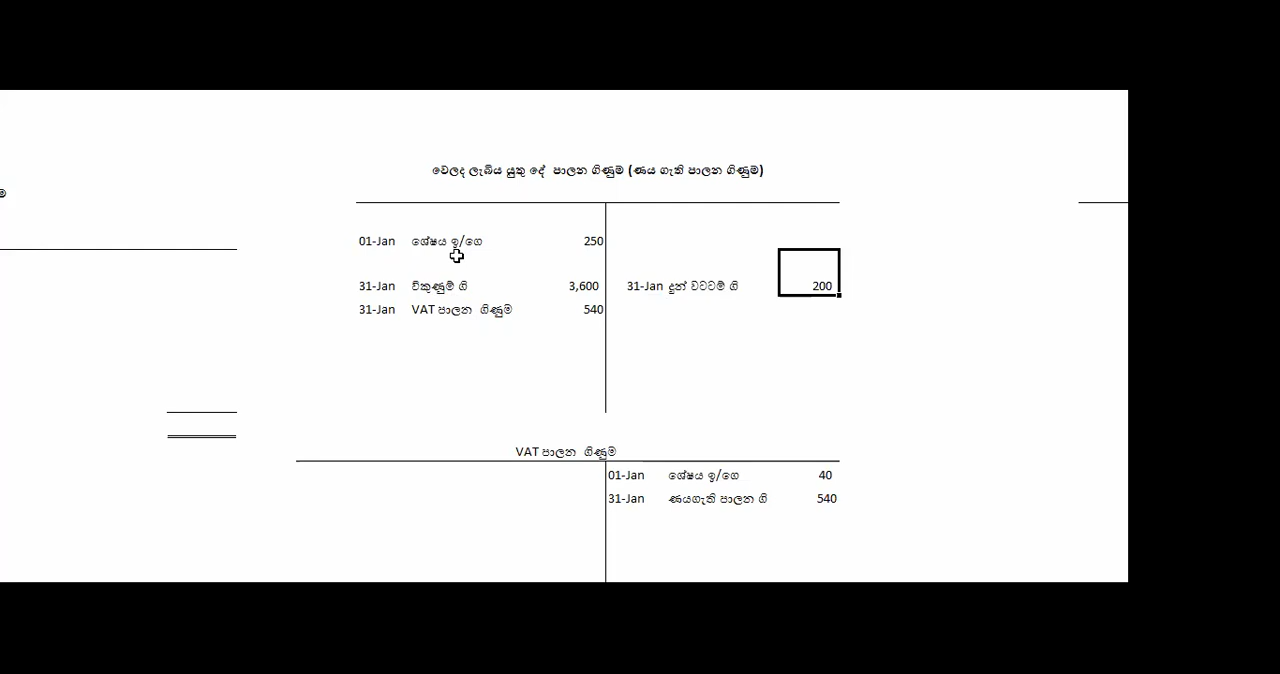 වෙලඳ ලැබිය යුතු දේ පාලන ගිණුම (ණය ගැති පාලන ගිණුම)
ම
01-Jan ශේෂය ඉ/ගෙ 250
31-Jan විකුණුම් ගි 3,600 31-Jan දුන් වට්ටම් ගි 200
31-Jan VAT පාලන ගිණුම 540
VAT පාලන ගිණුම
01-Jan ශේෂය ඉ/ගෙ 40
31-Jan ණයගැති පාලන ගි 540